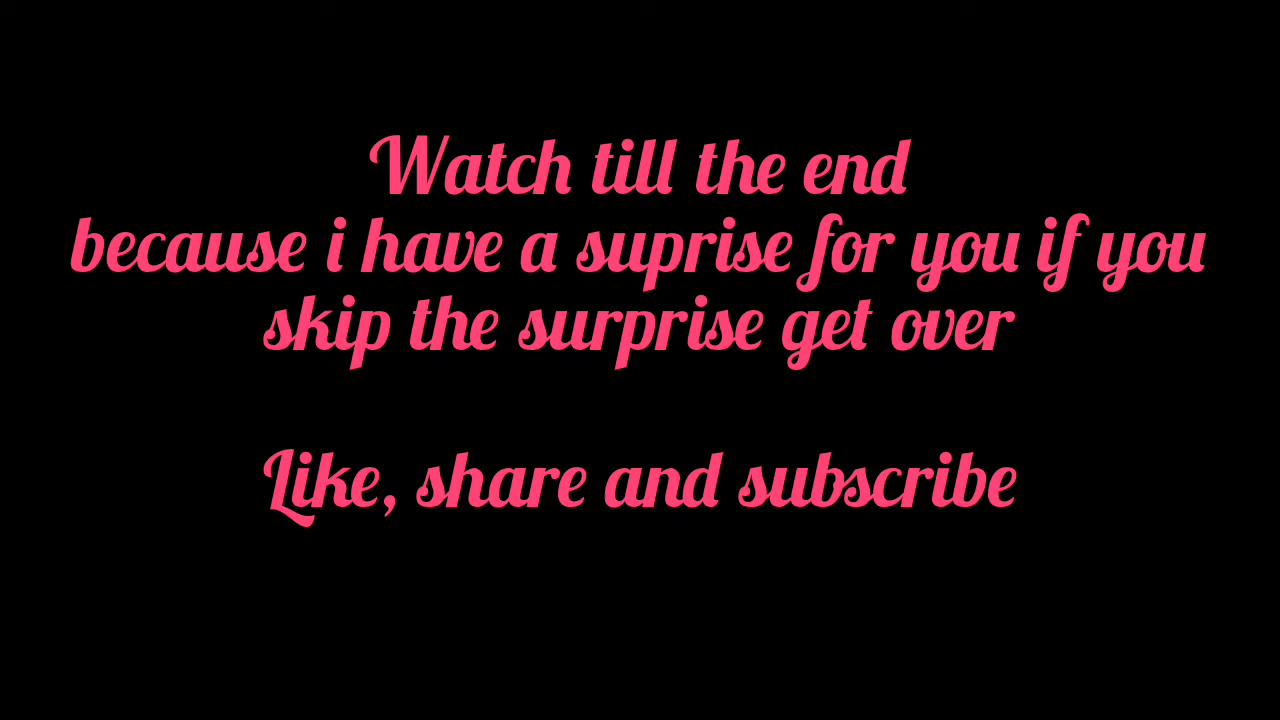 Watch till the end
because i have a suprise for you if you
skip the surprise get over
Like, share and subscribe